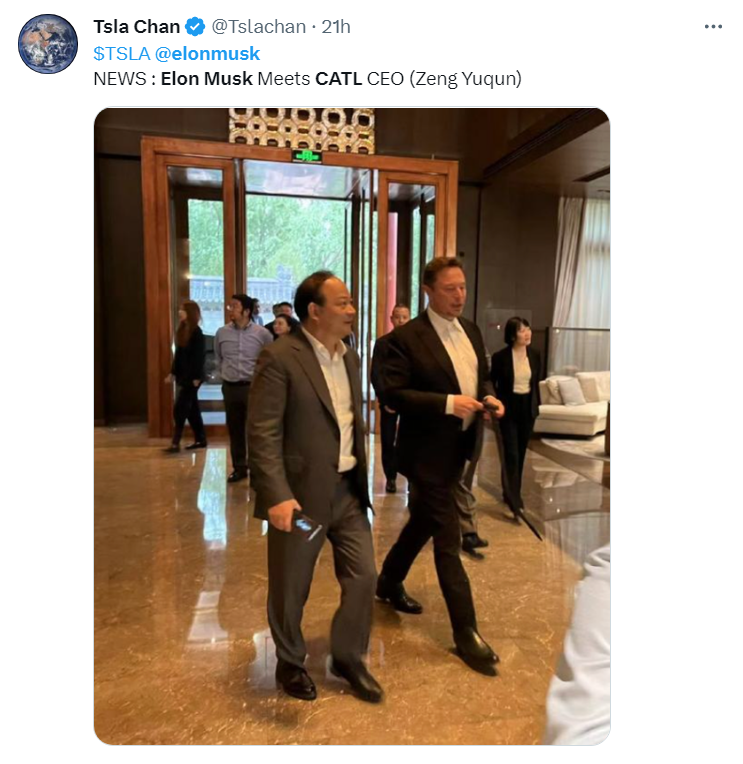 Tsla Chan @Tslachan · 21h
$TSLA @elonmusk
NEWS : Elon Musk Meets CATL CEO (Zeng Yuqun)